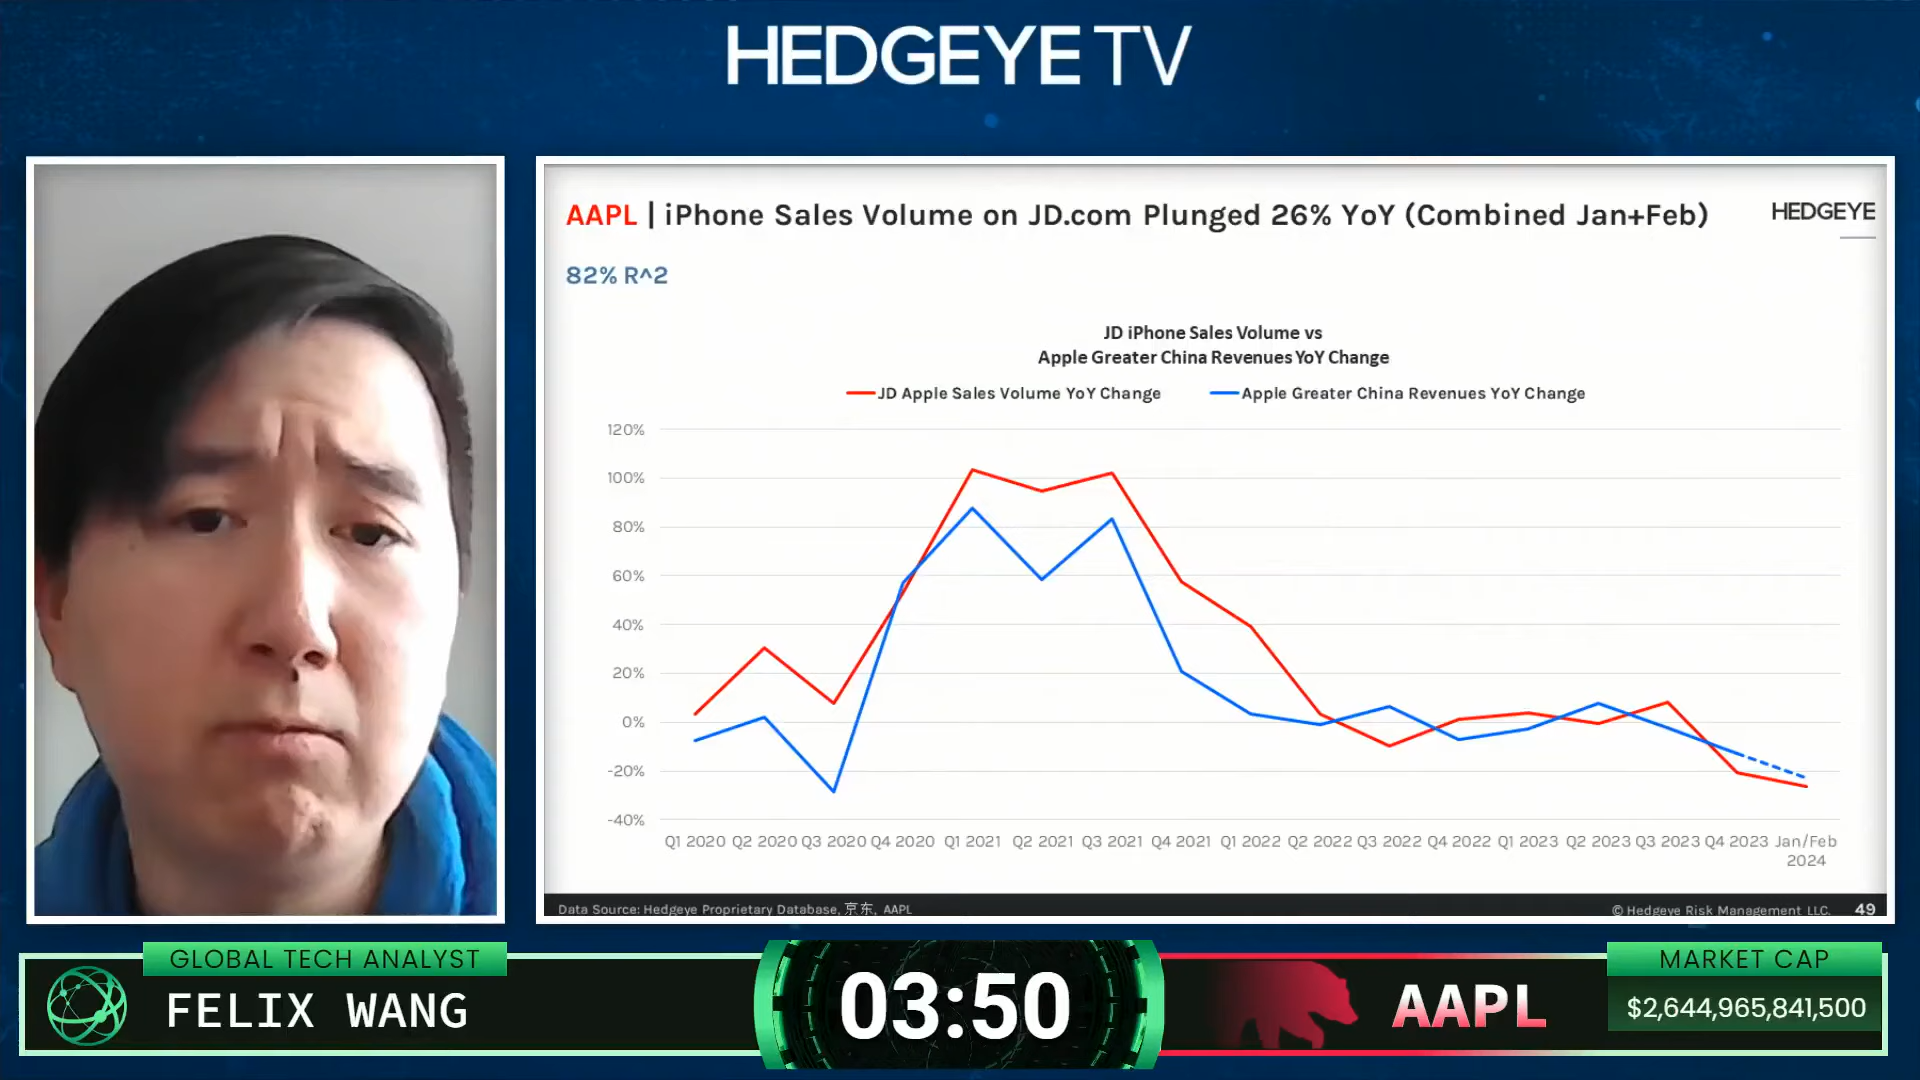 HEDGEYE TV
AAPL | iPhone Sales Volume on JD.com Plunged 26% YoY (Combined Jan+Feb)
HEDGEYE
82% R^2
JD iPhone Sales Volume vs
Apple Greater China Revenues YoY Change
JD Apple Sales Volume YoY Change
Apple Greater China Revenues YoY Change
120%
100%
80%
60%
40%
20%
0%
-20%
-40%
Q1 2020 Q2 2020 Q3 2020 Q4 2020 Q1 2021 Q2 2021 Q3 2021 Q4 2021 Q1 2022 Q2 2022 Q3 2022 Q4 2022 Q1 2023 Q2 2023 Q3 2023 Q4 2023 Jan/Feb
2024
Data Source: Hedgeye Proprietary Database, 京东, AAPL
© Hedgeye Risk Management LLC. 49
GLOBAL TECH ANALYST
FELIX WANG
03:50
AAPL
MARKET CAP
$2,644,965,841,500